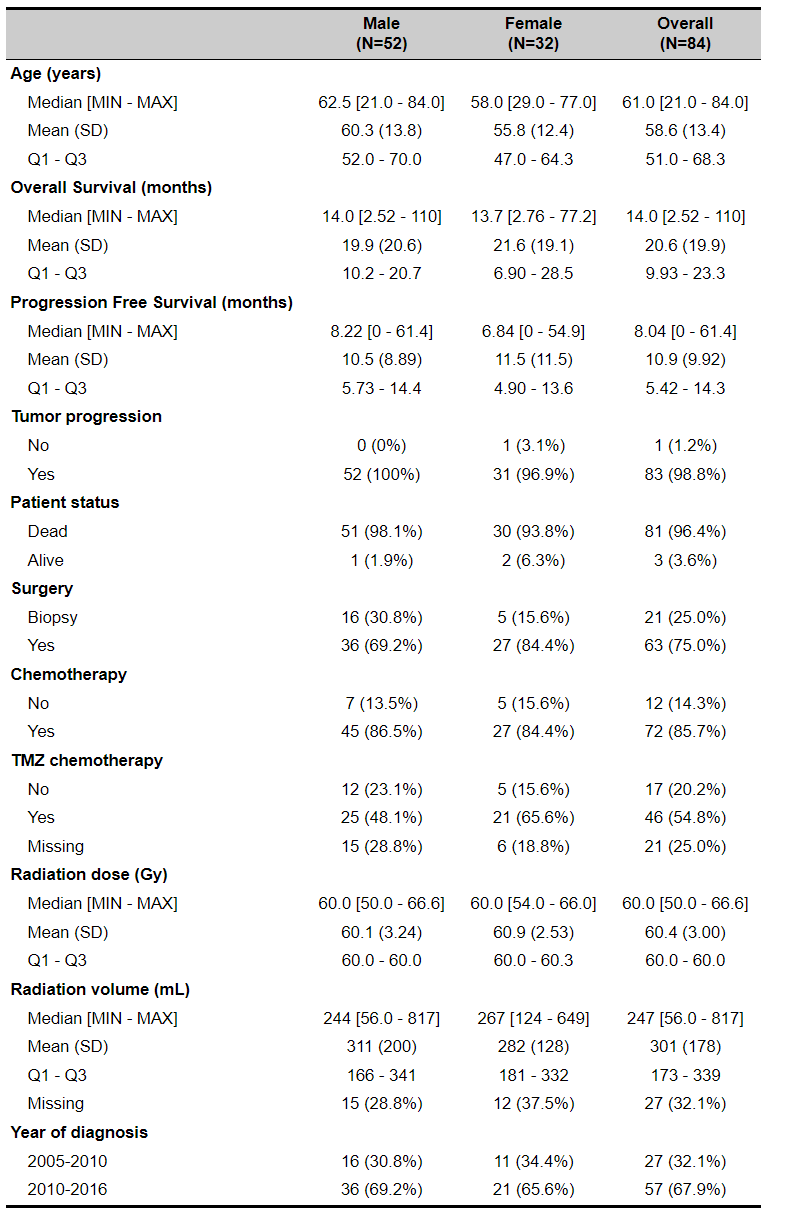 Male Female Overall
(N=52) (N=32) (N=84)
Age (years)
Median [MIN - MAX] 62.5 [21.0 - 84.0] 58.0 [29.0 - 77.0] 61.0 [21.0 - 84.0]
Mean (SD) 60.3 (13.8) 55.8 (12.4) 58.6 (13.4)
Q1 - Q3 52.0 - 70.0 47.0 - 64.3 51.0 - 68.3
Overall Survival (months)
Median [MIN - MAX] 14.0 [2.52 - 110] 13.7 [2.76 - 77.2] 14.0 [2.52 - 110]
Mean (SD) 19.9 (20.6) 21.6 (19.1) 20.6 (19.9)
Q1 - Q3 10.2 - 20.7 6.90 - 28.5 9.93 - 23.3
Progression Free Survival (months)
Median [MIN - MAX] 8.22 [0 - 61.4] 6.84 [0 - 54.9] 8.04 [0 - 61.4]
Mean (SD) 10.5 (8.89) 11.5 (11.5) 10.9 (9.92)
Q1 - Q3 5.73 - 14.4 4.90 - 13.6 5.42 - 14.3
Tumor progression
No 0 (0%) 1 (3.1%) 1 (1.2%)
Yes 52 (100%) 31 (96.9%) 83 (98.8%)
Patient status
Dead 51 (98.1%) 30 (93.8%) 81 (96.4%)
Alive 1 (1.9%) 2 (6.3%) 3 (3.6%)
Surgery
Biopsy 16 (30.8%) 5 (15.6%) 21 (25.0%)
Yes 36 (69.2%) 27 (84.4%) 63 (75.0%)
Chemotherapy
No 7 (13.5%) 5 (15.6%) 12 (14.3%)
Yes 45 (86.5%) 27 (84.4%) 72 (85.7%)
TMZ chemotherapy
No 12 (23.1%) 5 (15.6%) 17 (20.2%)
Yes 25 (48.1%) 21 (65.6%) 46 (54.8%)
Missing 15 (28.8%) 6 (18.8%) 21 (25.0%)
Radiation dose (Gy)
Median [MIN - MAX] 60.0 [50.0 - 66.6] 60.0 [54.0 - 66.0] 60.0 [50.0 - 66.6]
Mean (SD) 60.1 (3.24) 60.9 (2.53) 60.4 (3.00)
Q1 - Q3 60.0 - 60.0 60.0 - 60.3 60.0 - 60.0
Radiation volume (mL)
Median [MIN - MAX] 244 [56.0 - 817] 267 [124 - 649] 247 [56.0 - 817]
Mean (SD) 311 (200) 282 (128) 301 (178)
Q1 - Q3 166 - 341 181 - 332 173 - 339
Missing 15 (28.8%) 12 (37.5%) 27 (32.1%)
Year of diagnosis
2005-2010 16 (30.8%) 11 (34.4%) 27 (32.1%)
2010-2016 36 (69.2%) 21 (65.6%) 57 (67.9%)